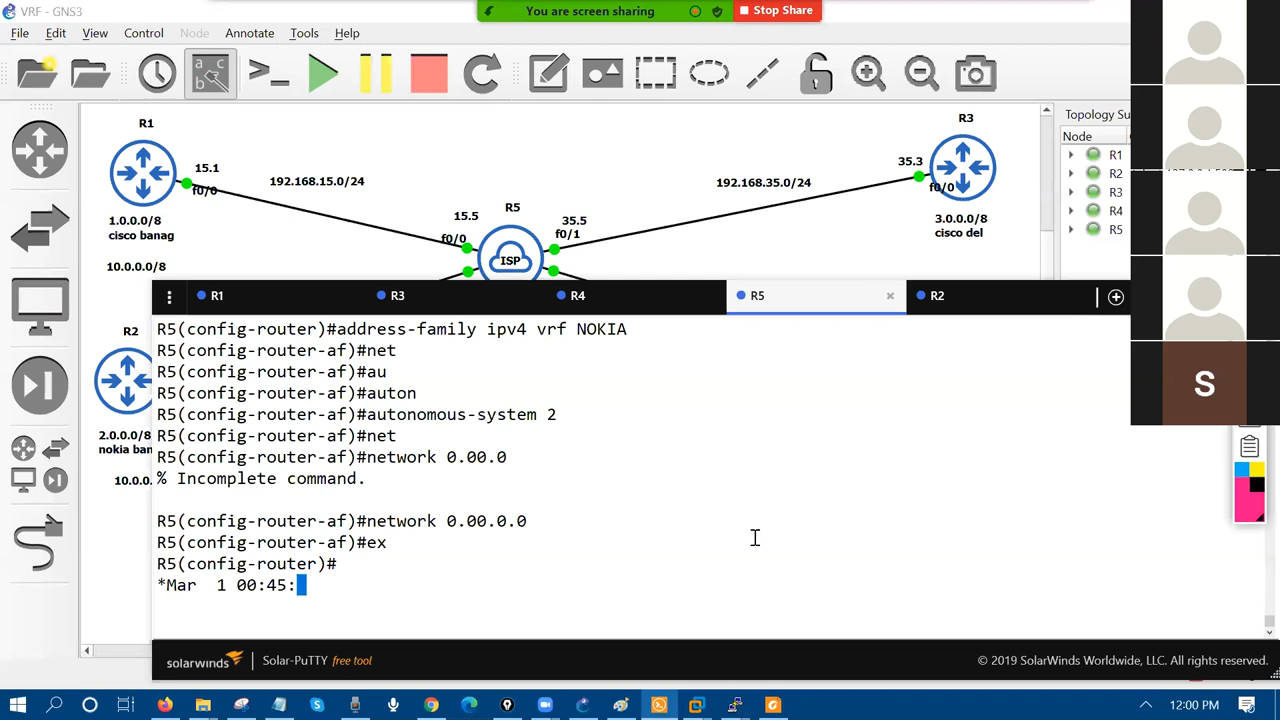 VRF - GNS3
You are screen sharing
Stop Share
File Edit View Control Node Annotate Tools Help
R1
15.1
f0/0
192.168.15.0/24
1.0.0.0/8
cisco banag
10.0.0.0/8
R5
15.5
35.5
f0/0
f0/1
ISP
192.168.35.0/24
R3
35.3
f0/0
3.0.0.0/8
cisco del
Topology Su
Node
R1
R2
R3
R4
R5
R2
2.0.0.0/8
nokia ban
10.0.
R1 R3 R4 R5 R2
R5(config-router)#address-family ipv4 vrf NOKIA
R5(config-router-af)#net
R5(config-router-af)#au
R5(config-router-af)#auton
R5(config-router-af)#autonomous-system 2
R5(config-router-af)#net
R5(config-router-af)#network 0.00.0
% Incomplete command.
R5(config-router-af)#network 0.00.0.0
R5(config-router-af)#ex
R5(config-router)#
*Mar  1 00:45:
S
solarwinds Solar-PuTTY free tool
© 2019 SolarWinds Worldwide, LLC. All rights reserved.
12:00 PM